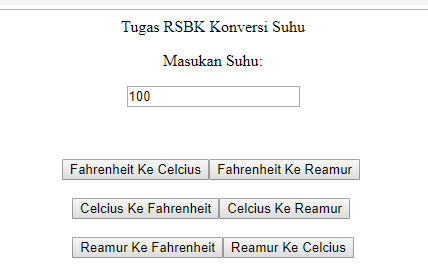 Tugas RSBK Konversi Suhu
Masukan Suhu:
100
Fahrenheit Ke Celcius Fahrenheit Ke Reamur
Celcius Ke Fahrenheit Celcius Ke Reamur
Reamur Ke Fahrenheit Reamur Ke Celcius